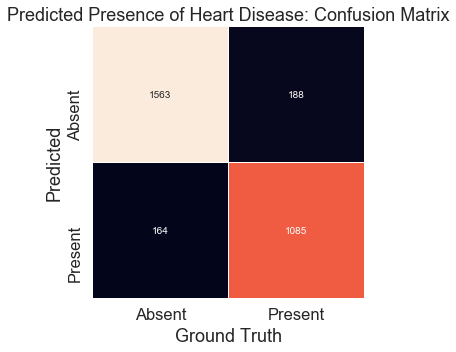 Predicted Presence of Heart Disease: Confusion Matrix
Predicted
Absent
1563
188
Present
164
1085
Absent
Present
Ground Truth